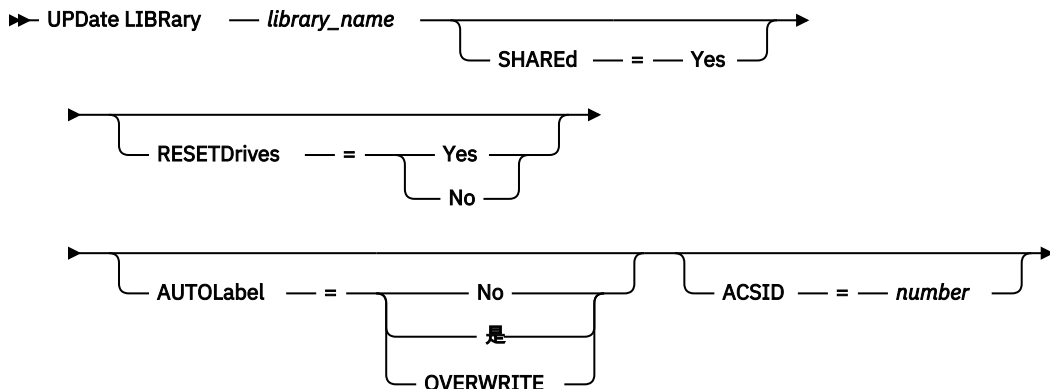 UPDate LIBRary library_name
SHAREd = Yes
RESETDrives = Yes
No
AUTOLabel = No ACSID = number
是
OVERWRITE